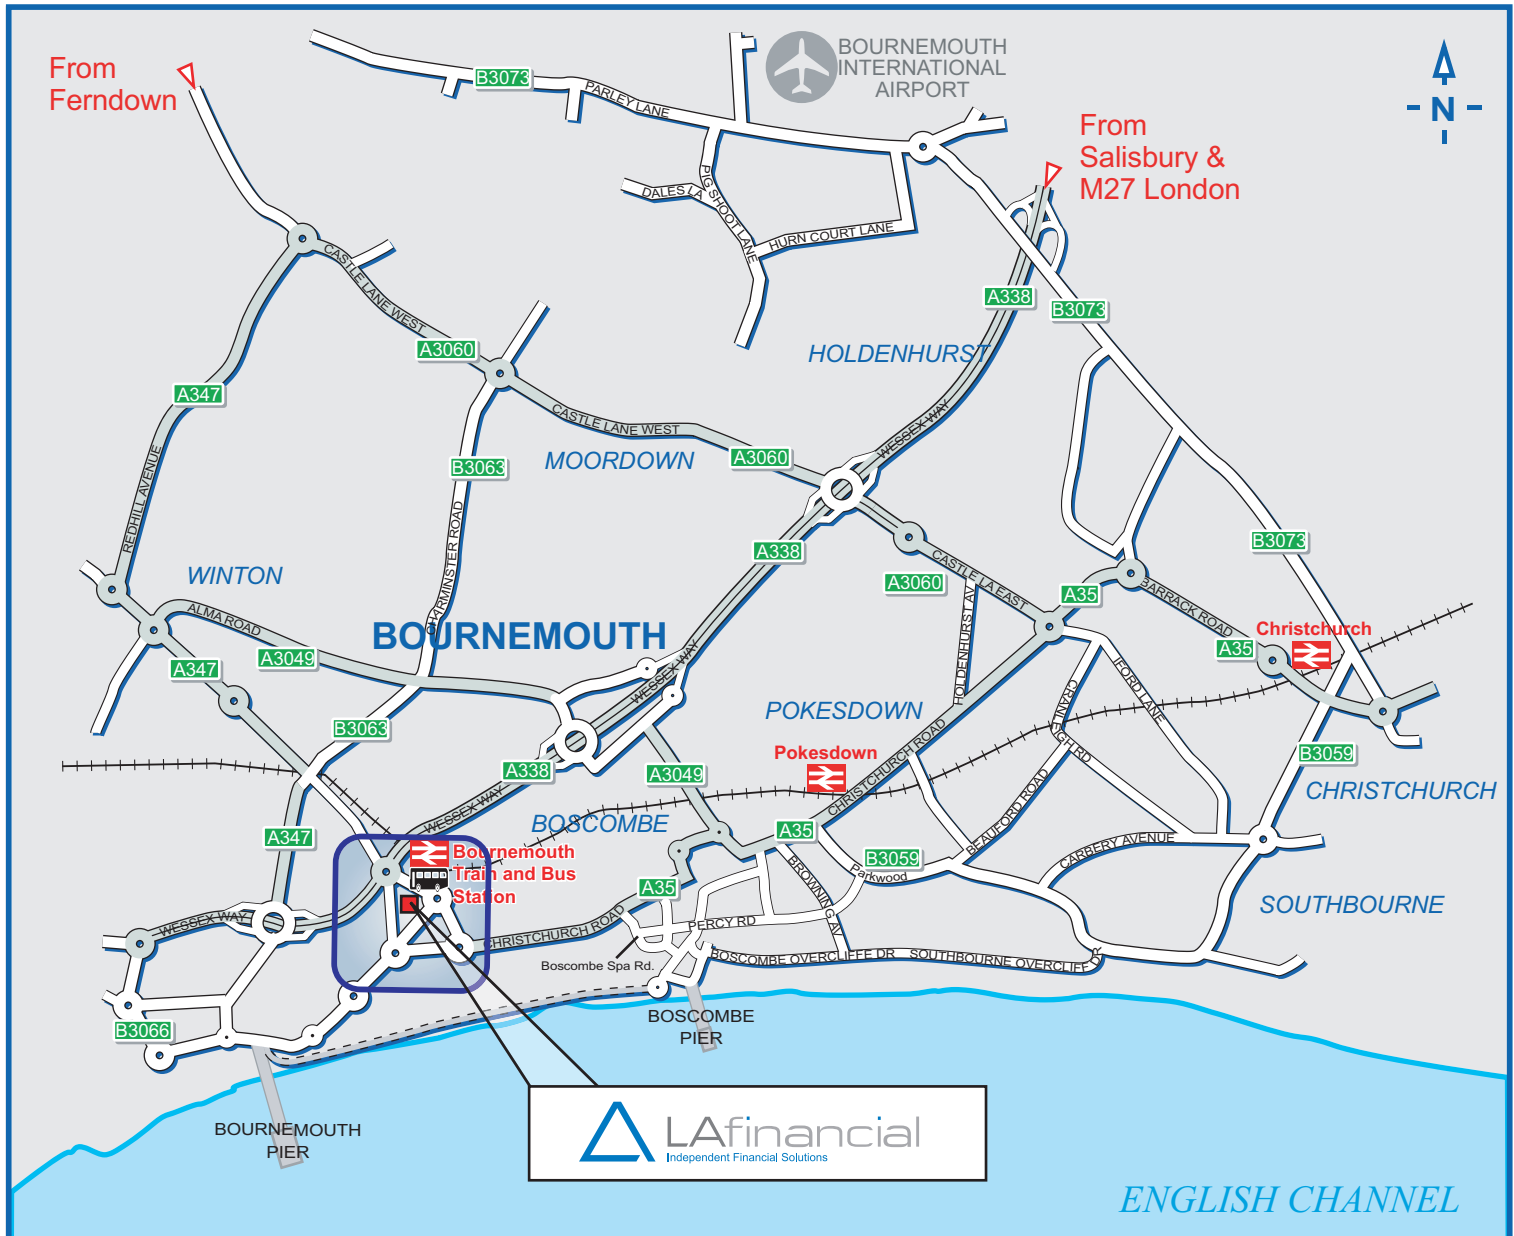 From
Ferndown
B3073
PARLEY LANE
BOURNEMOUTH
INTERNATIONAL
AIRPORT
N
From
Salisbury &
M27 London
DALES LA
PIG SHOOT LANE
HURN COURT LANE
CASTLE LANE WEST
A338
B3073
A3060
HOLDENHURST
A347
CASTLE LANE WEST
WESSEX WAY
MOORDOWN
A3060
B3063
REDHILL AVENUE
CHARMINSTER ROAD
A338
B3073
WINTON
A3060
CASTLE LA EAST
A35
BARRACK ROAD
ALMA ROAD
BOURNEMOUTH
HOLDENHURST AV
Christchurch
A35
A3049
A347
WESSEX WAY
IFORD LANE
CRANLEIGH RD
POKESDOWN
B3063
CHRISTCHURCH ROAD
Pokesdown
B3059
A338
A3049
CHRISTCHURCH
WESSEX WAY
BOSCOMBE
A35
BEAUFORD ROAD
CARBERY AVENUE
A347
Bournemouth
Train and Bus
Station
B3059
Parkwood
BROWNING AV
A35
SOUTHBOURNE
WESSEX WAY
CHRISTCHURCH ROAD
PERCY RD
Boscombe Spa Rd.
BOSCOMBE OVERCLIFFE DR
SOUTHBOURNE OVERCLIFF DR
B3066
BOSCOMBE
PIER
BOURNEMOUTH
PIER
LAfinancial
Independent Financial Solutions
ENGLISH CHANNEL